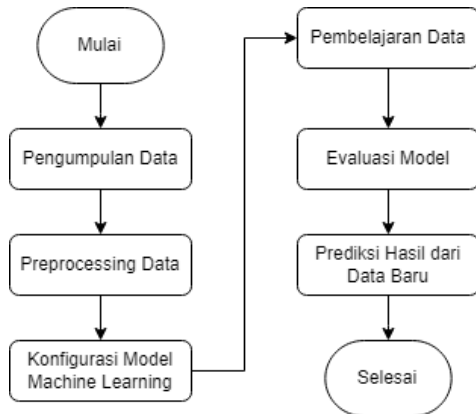 Mulai
Pengumpulan Data
Preprocessing Data
Konfigurasi Model
Machine Learning
Pembelajaran Data
Evaluasi Model
Prediksi Hasil dari
Data Baru
Selesai